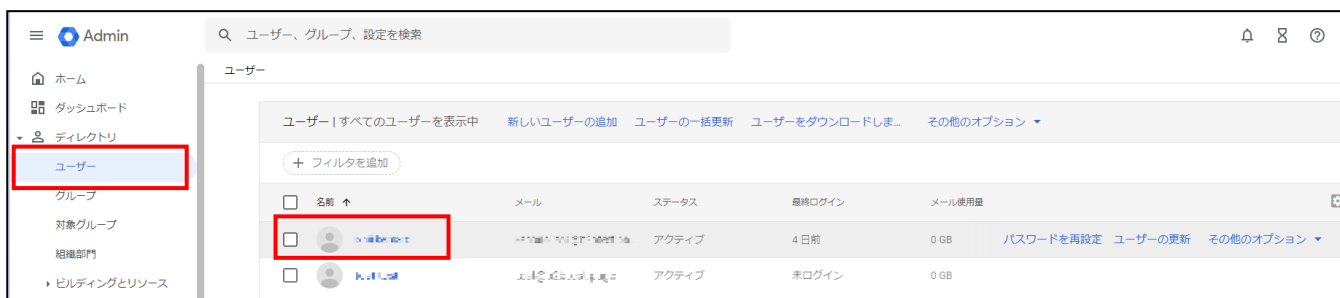 Admin
ユーザー、グループ、設定を検索
ホーム
ユーザー
ダッシュボード
ディレクトリ
ユーザー | すべてのユーザーを表示中 新しいユーザーの追加 ユーザーの一括更新 ユーザーをダウンロードしま... その他のオプション
ユーザー
+ フィルタを追加
グループ
名前 ↑ メール ステータス 最終ログイン メール使用量
対象グループ
組織部門
アクティブ 4 日前 0 GB パスワードを再設定 ユーザーの更新 その他のオプション
ビルディングとリソース
アクティブ 未ログイン 0 GB